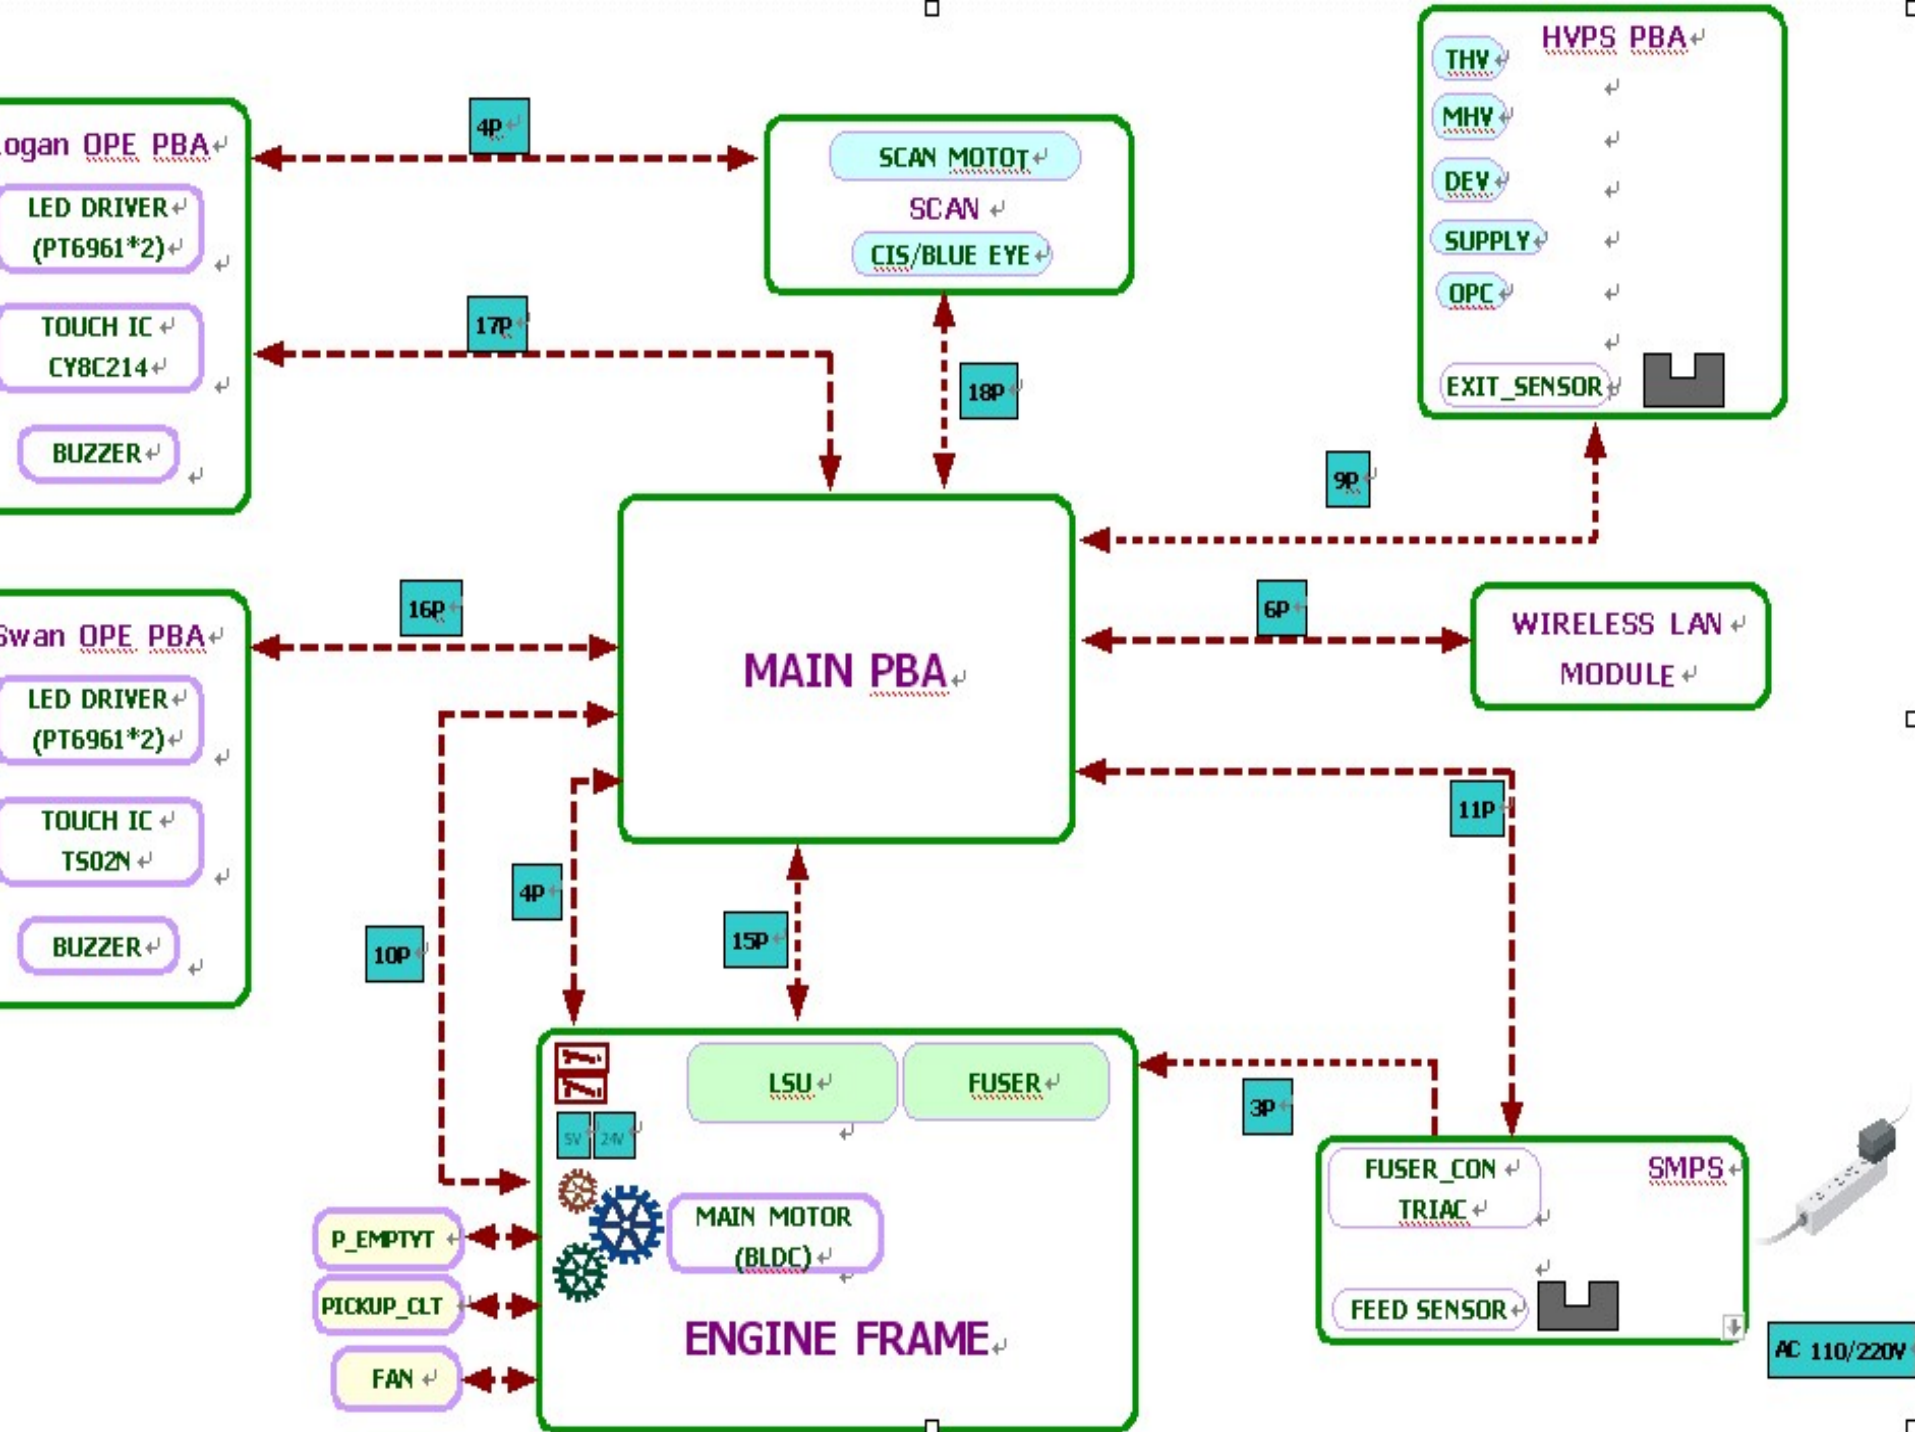 HVPS PBA
THV
MHV
DEV
SUPPLY
OPC
EXIT_SENSOR
4P
ogan OPE PBA
LED DRIVER
(PT6961*2)
TOUCH IC
CY8C214
BUZZER
SCAN MOTOT
SCAN
CIS/BLUE EYE
17P
18P
9P
16P
6P
Swan OPE PBA
LED DRIVER
(PT6961*2)
TOUCH IC
TS02N
BUZZER
MAIN PBA
WIRELESS LAN
MODULE
11P
4P
15P
10P
LSU
FUSER
5V
24V
3P
MAIN MOTOR
(BLDC)
ENGINE FRAME
P_EMPTYT
PICKUP_CLT
FAN
FUSER_CON
TRIAC
SMPS
FEED SENSOR
AC 110/220V